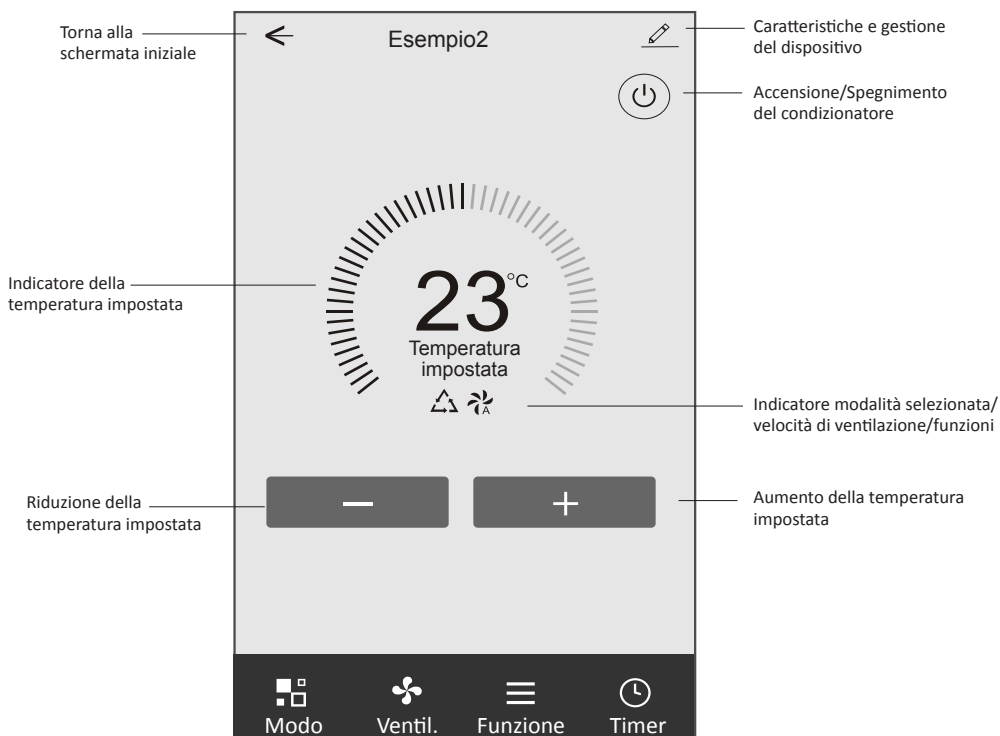 Torna alla
schermata iniziale
Esempio2
Caratteristiche e gestione
del dispositivo
Accensione/Spegnimento
del condizionatore
Indicatore della
temperatura impostata
23°C
Temperatura
impostata
A
Indicatore modalità selezionata/
velocità di ventilazione/funzioni
Riduzione della
temperatura impostata
—
+
Aumento della temperatura
impostata
Modo Ventil. Funzione Timer